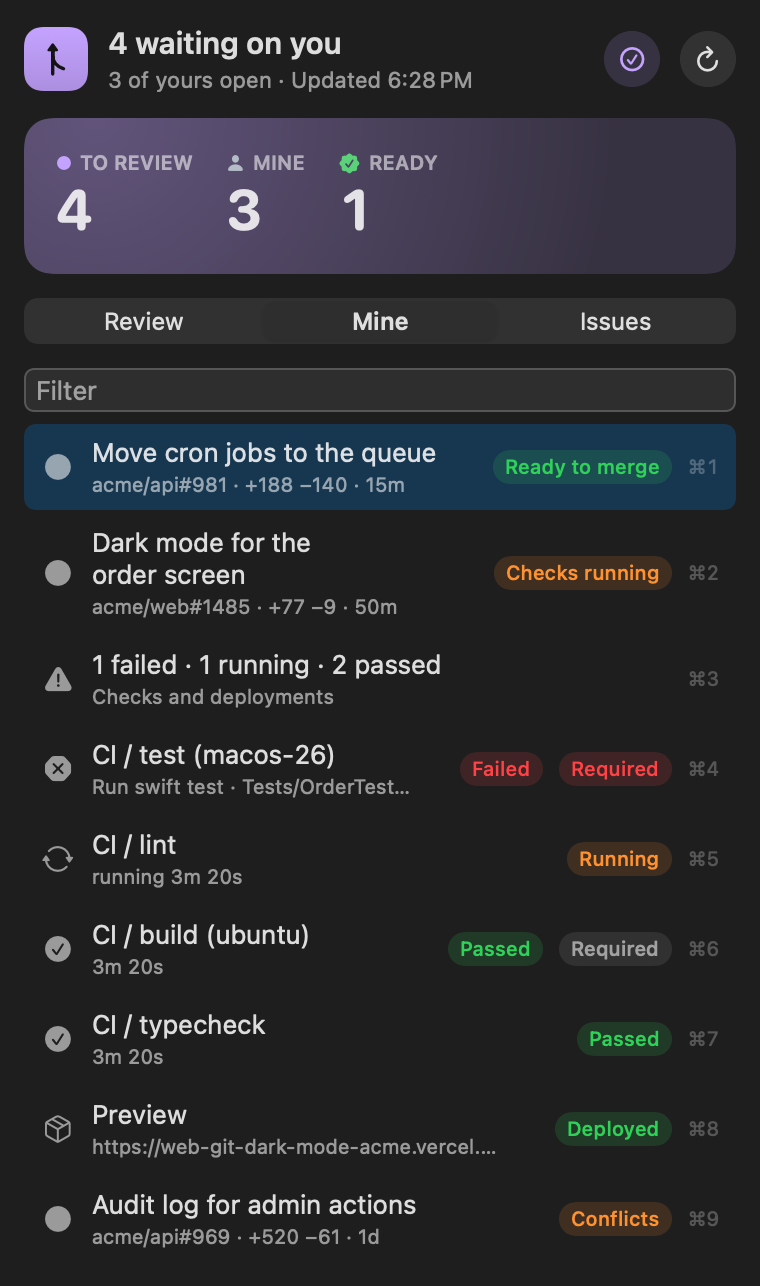 4 waiting on you
3 of yours open · Updated 6:28 PM
TO REVIEW MINE READY
4 3 1
Review Mine Issues
Filter
Move cron jobs to the queue
acme/api#981 · +188 −140 · 15m
Ready to merge ⌘1
Dark mode for the
order screen
acme/web#1485 · +77 −9 · 50m
Checks running ⌘2
1 failed · 1 running · 2 passed
Checks and deployments
⌘3
CI / test (macos-26)
Run swift test · Tests/OrderTest...
Failed Required ⌘4
CI / lint
running 3m 20s
Running ⌘5
CI / build (ubuntu)
3m 20s
Passed Required ⌘6
CI / typecheck
3m 20s
Passed ⌘7
Preview
https://web-git-dark-mode-acme.vercel....
Deployed ⌘8
Audit log for admin actions
acme/api#969 · +520 −61 · 1d
Conflicts ⌘9